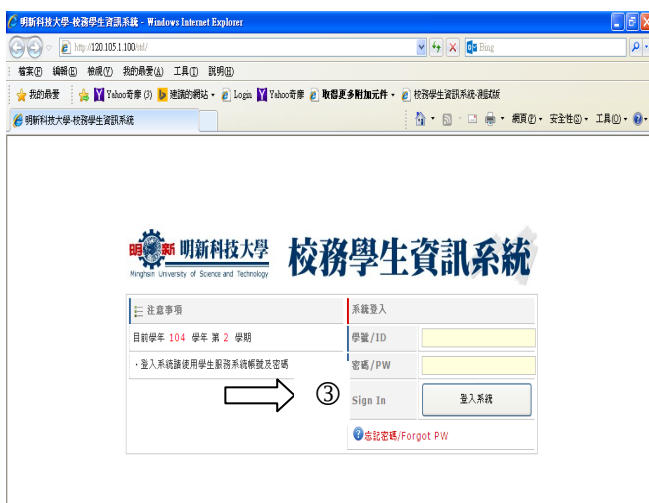 明新科技大學-校務學生資訊系統 - Windows Internet Explorer
http://120.105.1.100/stl/
Bing
檔案(F) 編輯(E) 檢視(V) 我的最愛(A) 工具(T) 說明(H)
我的最愛 Yahoo奇摩 (3) 建議的網站 Login Yahoo奇摩 取得更多附加元件 校務學生資訊系統-測試版
明新科技大學-校務學生資訊系統 網頁(P) 安全性(S) 工具(O)
明新 明新科技大學 校務學生資訊系統
Minghsin University of Science and Technology
注意事項 系統登入
目前學年 104 學年 第 2 學期 學號/ID
・登入系統請使用學生服務系統帳號及密碼 密碼/PW
③ Sign In 登入系統
忘記密碼/Forgot PW